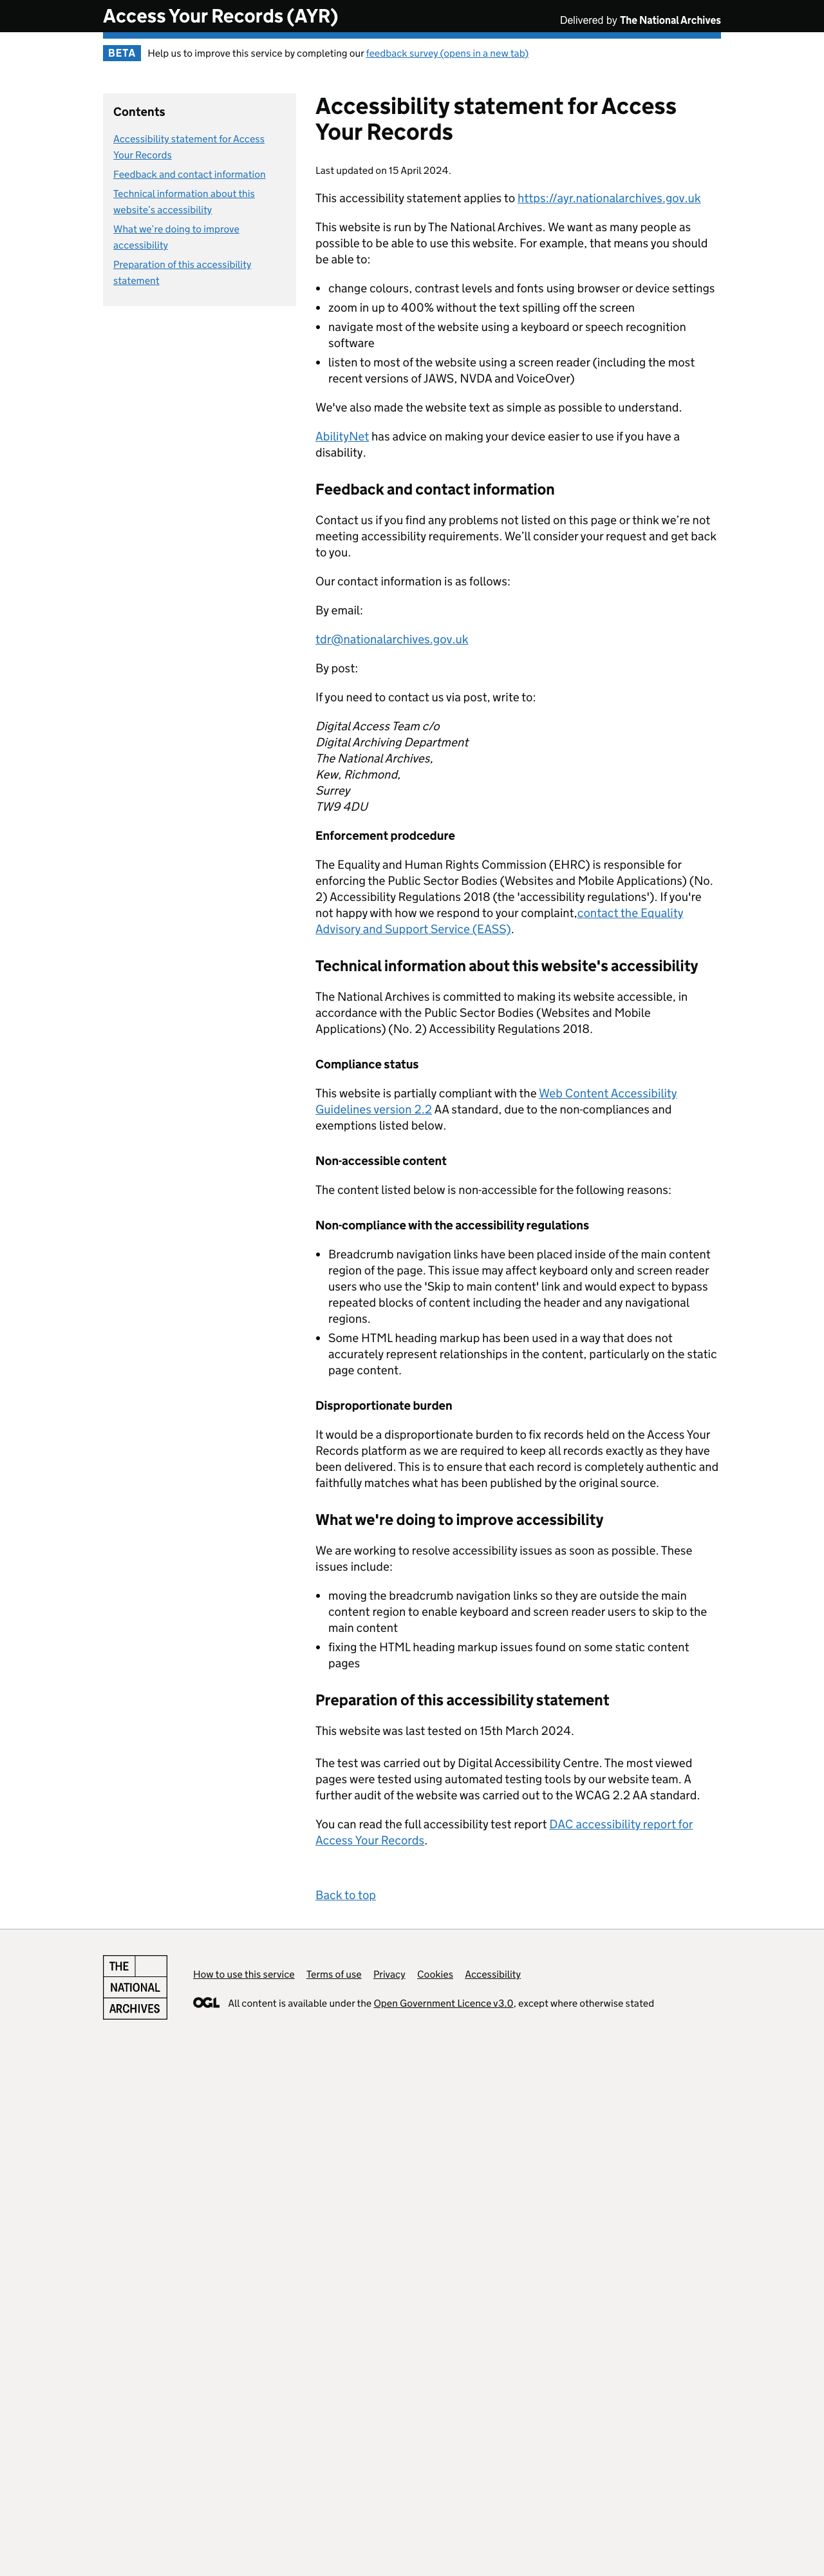 Access Your Records (AYR)
Delivered by The National Archives
BETA Help us to improve this service by completing our feedback survey (opens in a new tab)
Contents
Accessibility statement for Access
Your Records
Feedback and contact information
Technical information about this
website's accessibility
What we're doing to improve
accessibility
Preparation of this accessibility
statement
Accessibility statement for Access
Your Records
Last updated on 15 April 2024.
This accessibility statement applies to https://ayr.nationalarchives.gov.uk
This website is run by The National Archives. We want as many people as
possible to be able to use this website. For example, that means you should
be able to:
• change colours, contrast levels and fonts using browser or device settings
• zoom in up to 400% without the text spilling off the screen
• navigate most of the website using a keyboard or speech recognition
software
• listen to most of the website using a screen reader (including the most
recent versions of JAWS, NVDA and VoiceOver)
We've also made the website text as simple as possible to understand.
AbilityNet has advice on making your device easier to use if you have a
disability.
Feedback and contact information
Contact us if you find any problems not listed on this page or think we're not
meeting accessibility requirements. We'll consider your request and get back
to you.
Our contact information is as follows:
By email:
tdr@nationalarchives.gov.uk
By post:
If you need to contact us via post, write to:
Digital Access Team c/o
Digital Archiving Department
The National Archives,
Kew, Richmond,
Surrey
TW9 4DU
Enforcement prodcedure
The Equality and Human Rights Commission (EHRC) is responsible for
enforcing the Public Sector Bodies (Websites and Mobile Applications) (No.
2) Accessibility Regulations 2018 (the 'accessibility regulations'). If you're
not happy with how we respond to your complaint,contact the Equality
Advisory and Support Service (EASS).
Technical information about this website's accessibility
The National Archives is committed to making its website accessible, in
accordance with the Public Sector Bodies (Websites and Mobile
Applications) (No. 2) Accessibility Regulations 2018.
Compliance status
This website is partially compliant with the Web Content Accessibility
Guidelines version 2.2 AA standard, due to the non-compliances and
exemptions listed below.
Non-accessible content
The content listed below is non-accessible for the following reasons:
Non-compliance with the accessibility regulations
• Breadcrumb navigation links have been placed inside of the main content
region of the page. This issue may affect keyboard only and screen reader
users who use the 'Skip to main content' link and would expect to bypass
repeated blocks of content including the header and any navigational
regions.
• Some HTML heading markup has been used in a way that does not
accurately represent relationships in the content, particularly on the static
page content.
Disproportionate burden
It would be a disproportionate burden to fix records held on the Access Your
Records platform as we are required to keep all records exactly as they have
been delivered. This is to ensure that each record is completely authentic and
faithfully matches what has been published by the original source.
What we're doing to improve accessibility
We are working to resolve accessibility issues as soon as possible. These
issues include:
• moving the breadcrumb navigation links so they are outside the main
content region to enable keyboard and screen reader users to skip to the
main content
• fixing the HTML heading markup issues found on some static content
pages
Preparation of this accessibility statement
This website was last tested on 15th March 2024.
The test was carried out by Digital Accessibility Centre. The most viewed
pages were tested using automated testing tools by our website team. A
further audit of the website was carried out to the WCAG 2.2 AA standard.
You can read the full accessibility test report DAC accessibility report for
Access Your Records.
Back to top
THE
NATIONAL
ARCHIVES
How to use this service Terms of use Privacy Cookies Accessibility
OGL All content is available under the Open Government Licence v3.0, except where otherwise stated